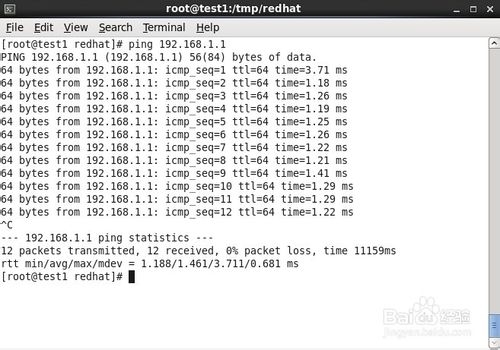 root@test1:/tmp/redhat
File Edit View Search Terminal Help
[root@test1 redhat]# ping 192.168.1.1
PING 192.168.1.1 (192.168.1.1) 56(84) bytes of data.
64 bytes from 192.168.1.1: icmp_seq=1 ttl=64 time=3.71 ms
64 bytes from 192.168.1.1: icmp_seq=2 ttl=64 time=1.18 ms
64 bytes from 192.168.1.1: icmp_seq=3 ttl=64 time=1.26 ms
64 bytes from 192.168.1.1: icmp_seq=4 ttl=64 time=1.19 ms
64 bytes from 192.168.1.1: icmp_seq=5 ttl=64 time=1.25 ms
64 bytes from 192.168.1.1: icmp_seq=6 ttl=64 time=1.26 ms
64 bytes from 192.168.1.1: icmp_seq=7 ttl=64 time=1.22 ms
64 bytes from 192.168.1.1: icmp_seq=8 ttl=64 time=1.21 ms
64 bytes from 192.168.1.1: icmp_seq=9 ttl=64 time=1.41 ms
64 bytes from 192.168.1.1: icmp_seq=10 ttl=64 time=1.29 ms
64 bytes from 192.168.1.1: icmp_seq=11 ttl=64 time=1.29 ms
64 bytes from 192.168.1.1: icmp_seq=12 ttl=64 time=1.22 ms
^C
--- 192.168.1.1 ping statistics ---
12 packets transmitted, 12 received, 0% packet loss, time 11159ms
rtt min/avg/max/mdev = 1.188/1.461/3.711/0.681 ms
[root@test1 redhat]#
Baidu 经验
jingyan.baidu.com